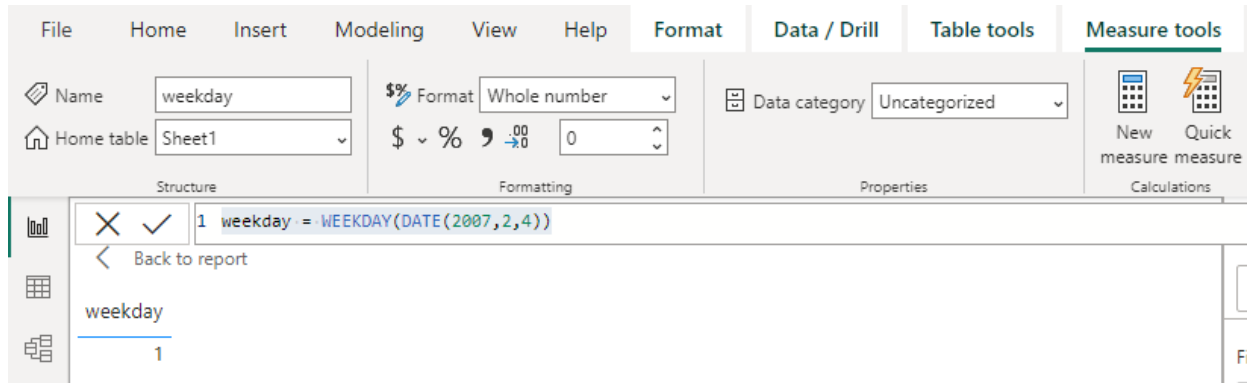 File Home Insert Modeling View Help Format Data / Drill Table tools Measure tools
Name weekday $% Format Whole number Data category Uncategorized
Home table Sheet1 $ % 9 .00 →0 0 New Quick
measure measure
Structure Formatting Properties Calculations
1 weekday = WEEKDAY(DATE(2007,2,4))
Back to report
weekday
1
Fi